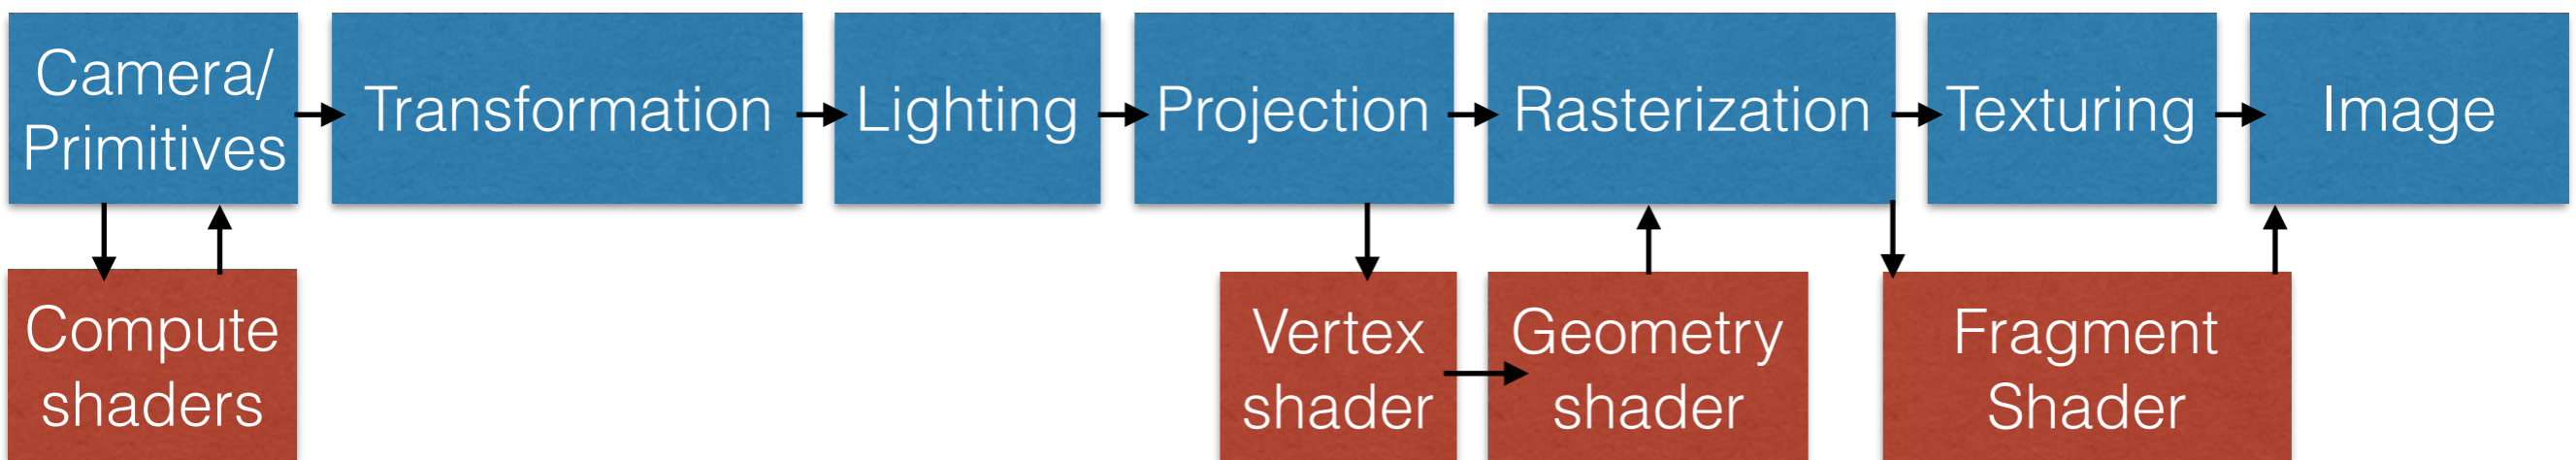 Camera/
Primitives
Transformation
Lighting
Projection
Rasterization
Texturing
Image
Compute
shaders
Vertex
shader
Geometry
shader
Fragment
Shader